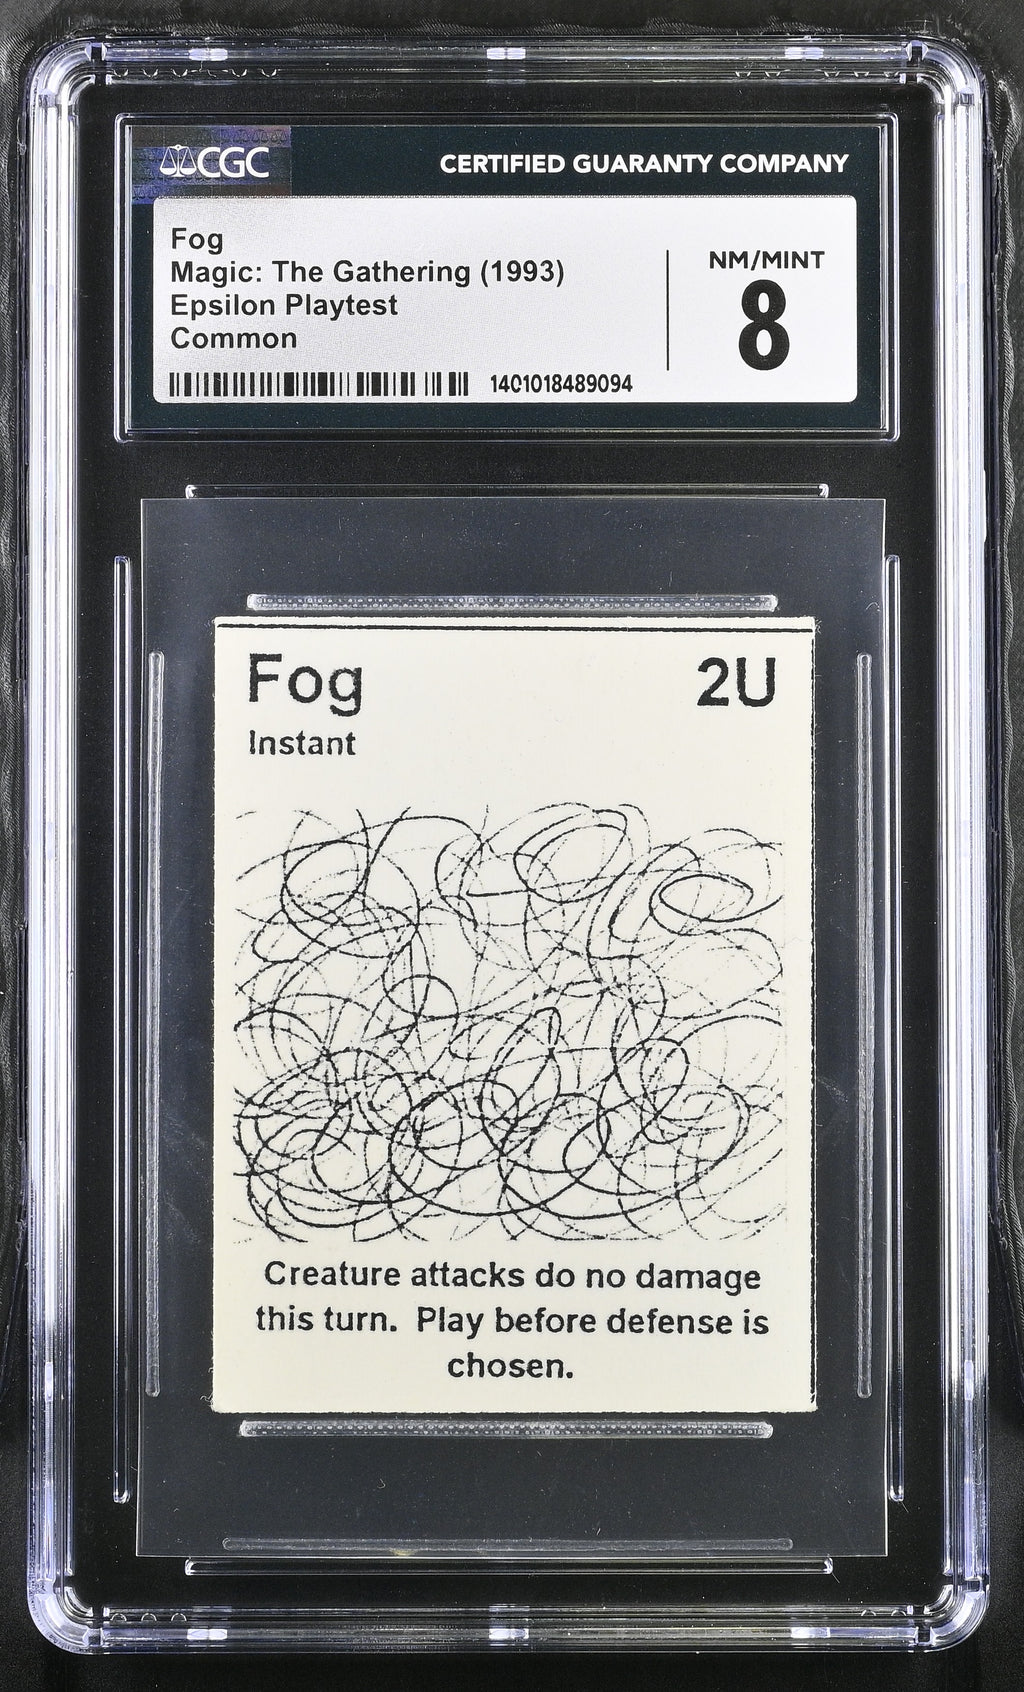 CGC
CERTIFIED GUARANTY COMPANY
Fog
Magic: The Gathering (1993)
Epsilon Playtest
Common
NM/MINT
8
1401018489094
Fog 2U
Instant
Creature attacks do no damage
this turn. Play before defense is
chosen.